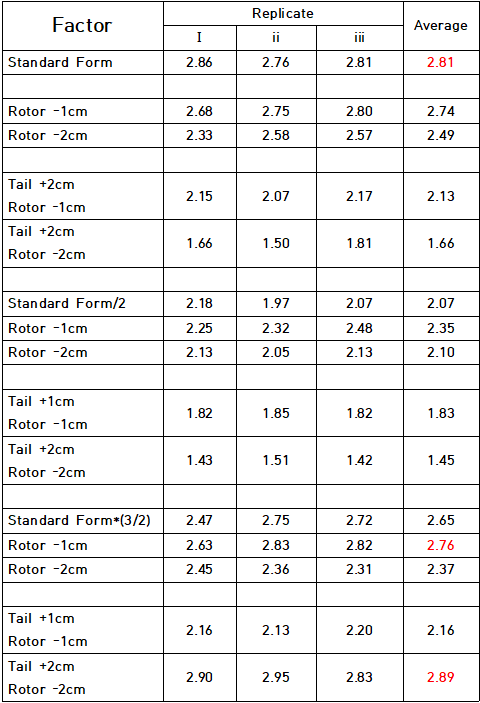 Factor Replicate Average
I ii iii
Standard Form 2.86 2.76 2.81 2.81
Rotor -1cm 2.68 2.75 2.80 2.74
Rotor -2cm 2.33 2.58 2.57 2.49
Tail +2cm
Rotor -1cm 2.15 2.07 2.17 2.13
Tail +2cm
Rotor -2cm 1.66 1.50 1.81 1.66
Standard Form/2 2.18 1.97 2.07 2.07
Rotor -1cm 2.25 2.32 2.48 2.35
Rotor -2cm 2.13 2.05 2.13 2.10
Tail +1cm
Rotor -1cm 1.82 1.85 1.82 1.83
Tail +2cm
Rotor -2cm 1.43 1.51 1.42 1.45
Standard Form*(3/2) 2.47 2.75 2.72 2.65
Rotor -1cm 2.63 2.83 2.82 2.76
Rotor -2cm 2.45 2.36 2.31 2.37
Tail +1cm
Rotor -1cm 2.16 2.13 2.20 2.16
Tail +2cm
Rotor -2cm 2.90 2.95 2.83 2.89